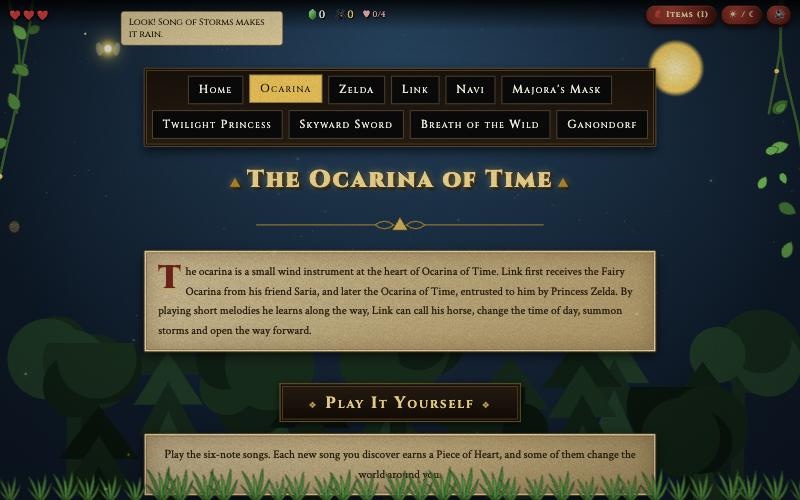 LOOK! SONG OF STORMS MAKES
IT RAIN.
0 0 0/4
ITEMS (I)
/
HOME OCARINA ZELDA LINK NAVI MAJORA'S MASK
TWILIGHT PRINCESS SKYWARD SWORD BREATH OF THE WILD GANONDORF
THE OCARINA OF TIME
The ocarina is a small wind instrument at the heart of Ocarina of Time. Link first receives the Fairy
Ocarina from his friend Saria, and later the Ocarina of Time, entrusted to him by Princess Zelda. By
playing short melodies he learns along the way, Link can call his horse, change the time of day, summon
storms and open the way forward.
PLAY IT YOURSELF
Play the six-note songs. Each new song you discover earns a Piece of Heart, and some of them change the
world around you.